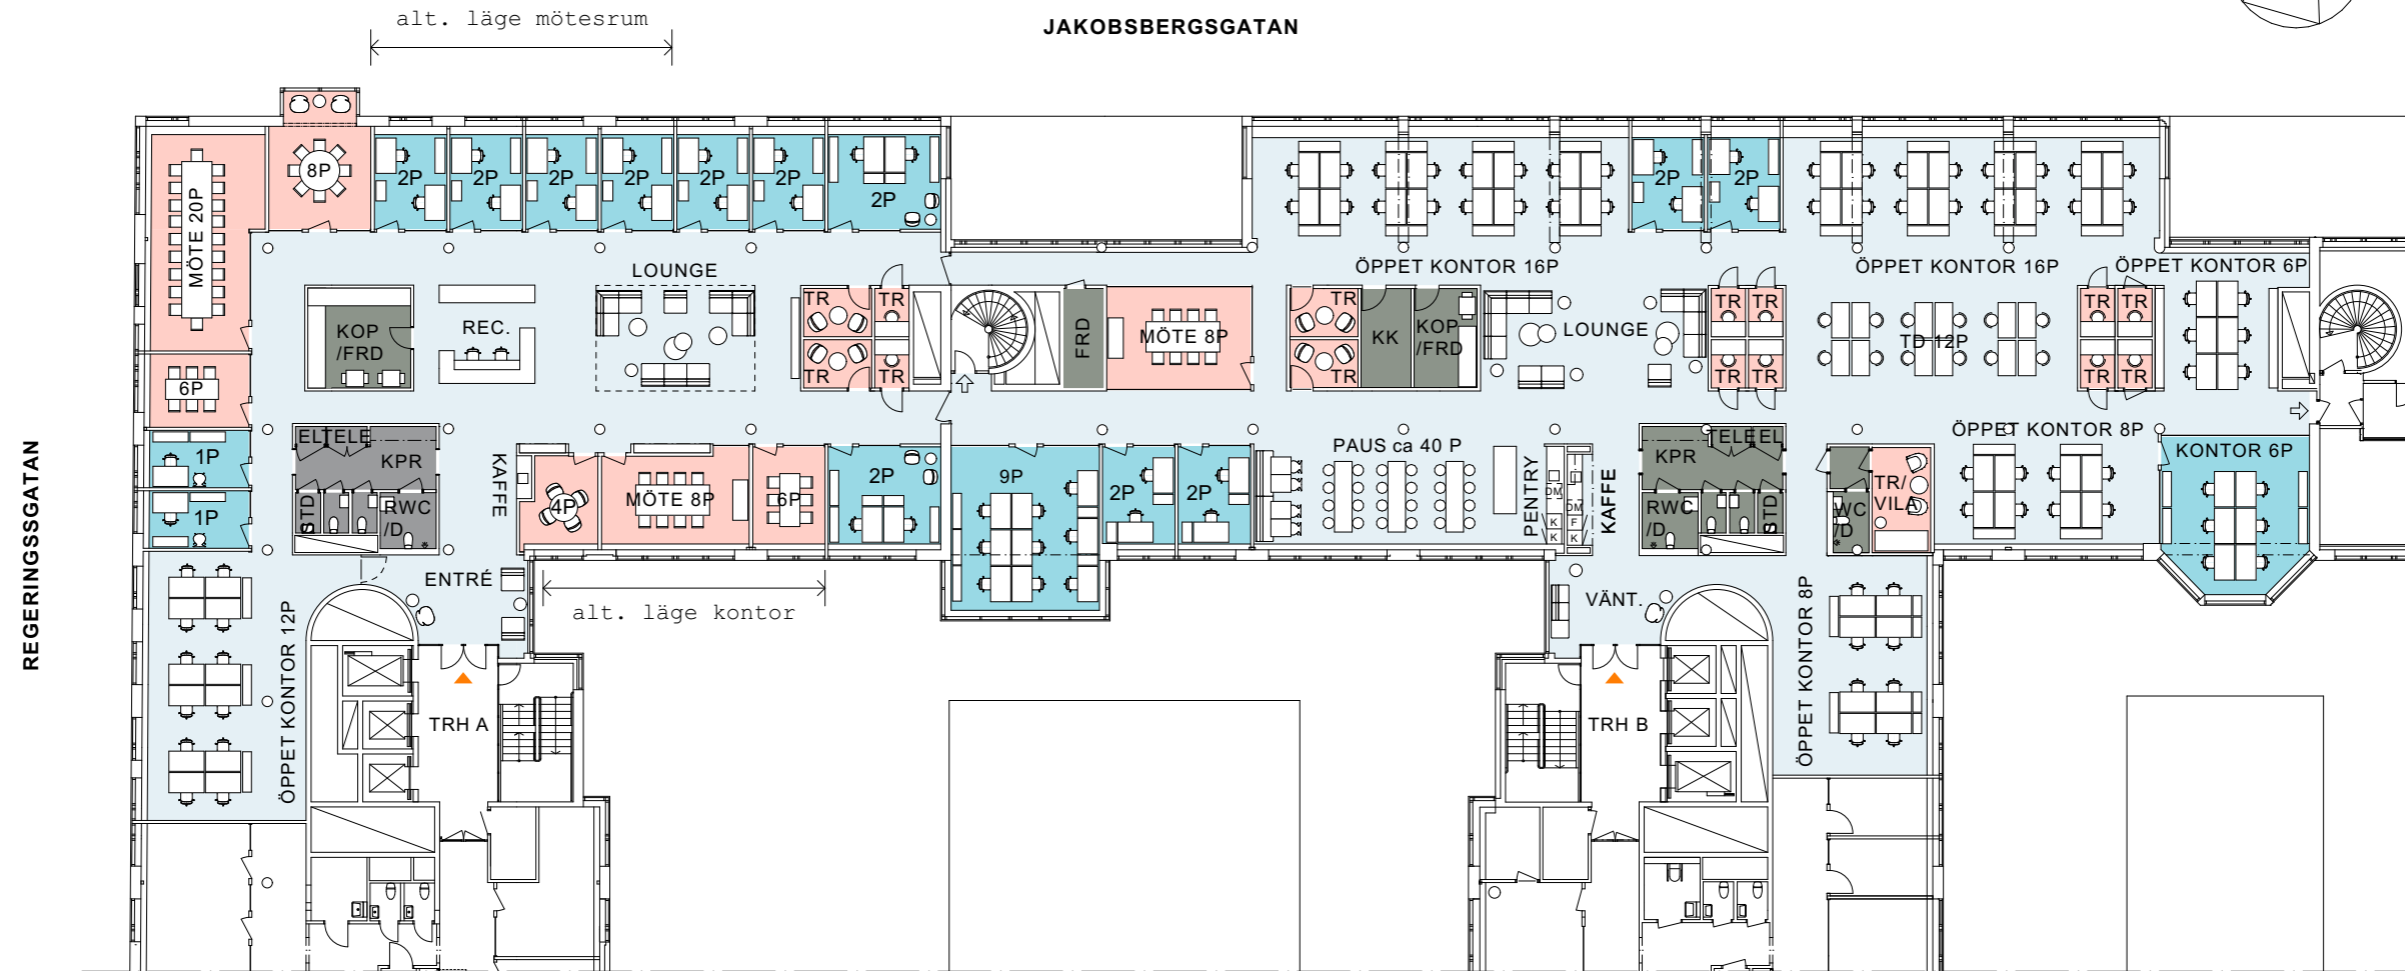 alt. läge mötesrum
JAKOBSBERGSGATAN
REGERINGSSGATAN
MÖTE 20P
8P
2P
2P
2P
2P
2P
2P
2P
2P
2P
LOUNGE
ÖPPET KONTOR 16P
ÖPPET KONTOR 16P
ÖPPET KONTOR 6P
KOP
/FRD
REC.
TR
TR
TR
TR
FRD
MÖTE 8P
TR
TR
KK
KOP
/FRD
LOUNGE
TR
TR
TR
TR
TD 12P
TR
TR
TR
TR
6P
1P
1P
EL
TELE
KPR
STD
RWC
/D
KAFFE
4P
MÖTE 8P
6P
2P
9P
2P
2P
PAUS ca 40 P
PENTRY
DM
K
K
DM
F
K
KAFFE
KPR
TELE
EL
RWC
/D
STD
WC
/D
TR/
VILA
ÖPPET KONTOR 8P
KONTOR 6P
ENTRÉ
alt. läge kontor
VÄNT.
ÖPPET KONTOR 12P
ÖPPET KONTOR 8P
TRH A
TRH B